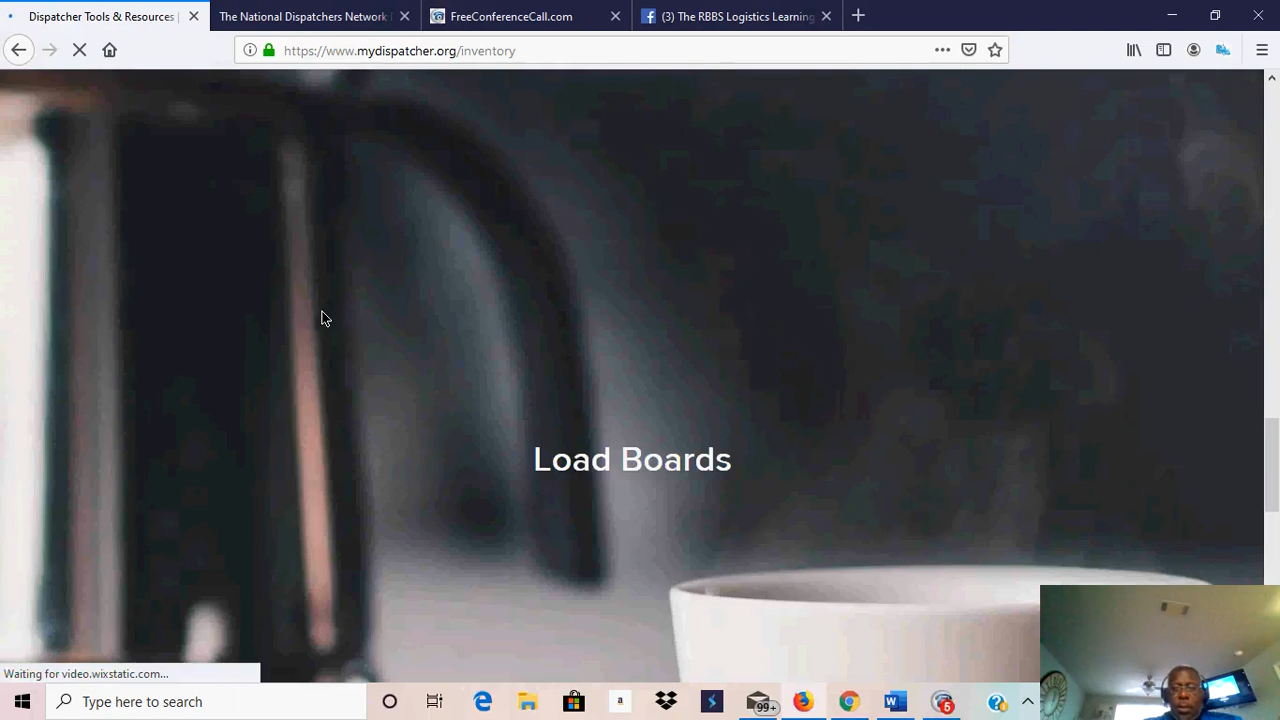 Dispatcher Tools & Resources |
The National Dispatchers Network
FreeConferenceCall.com
(3) The RBBS Logistics Learning
https://www.mydispatcher.org/inventory
Load Boards
Waiting for video.wixstatic.com...
Type here to search
a
99+
W
5